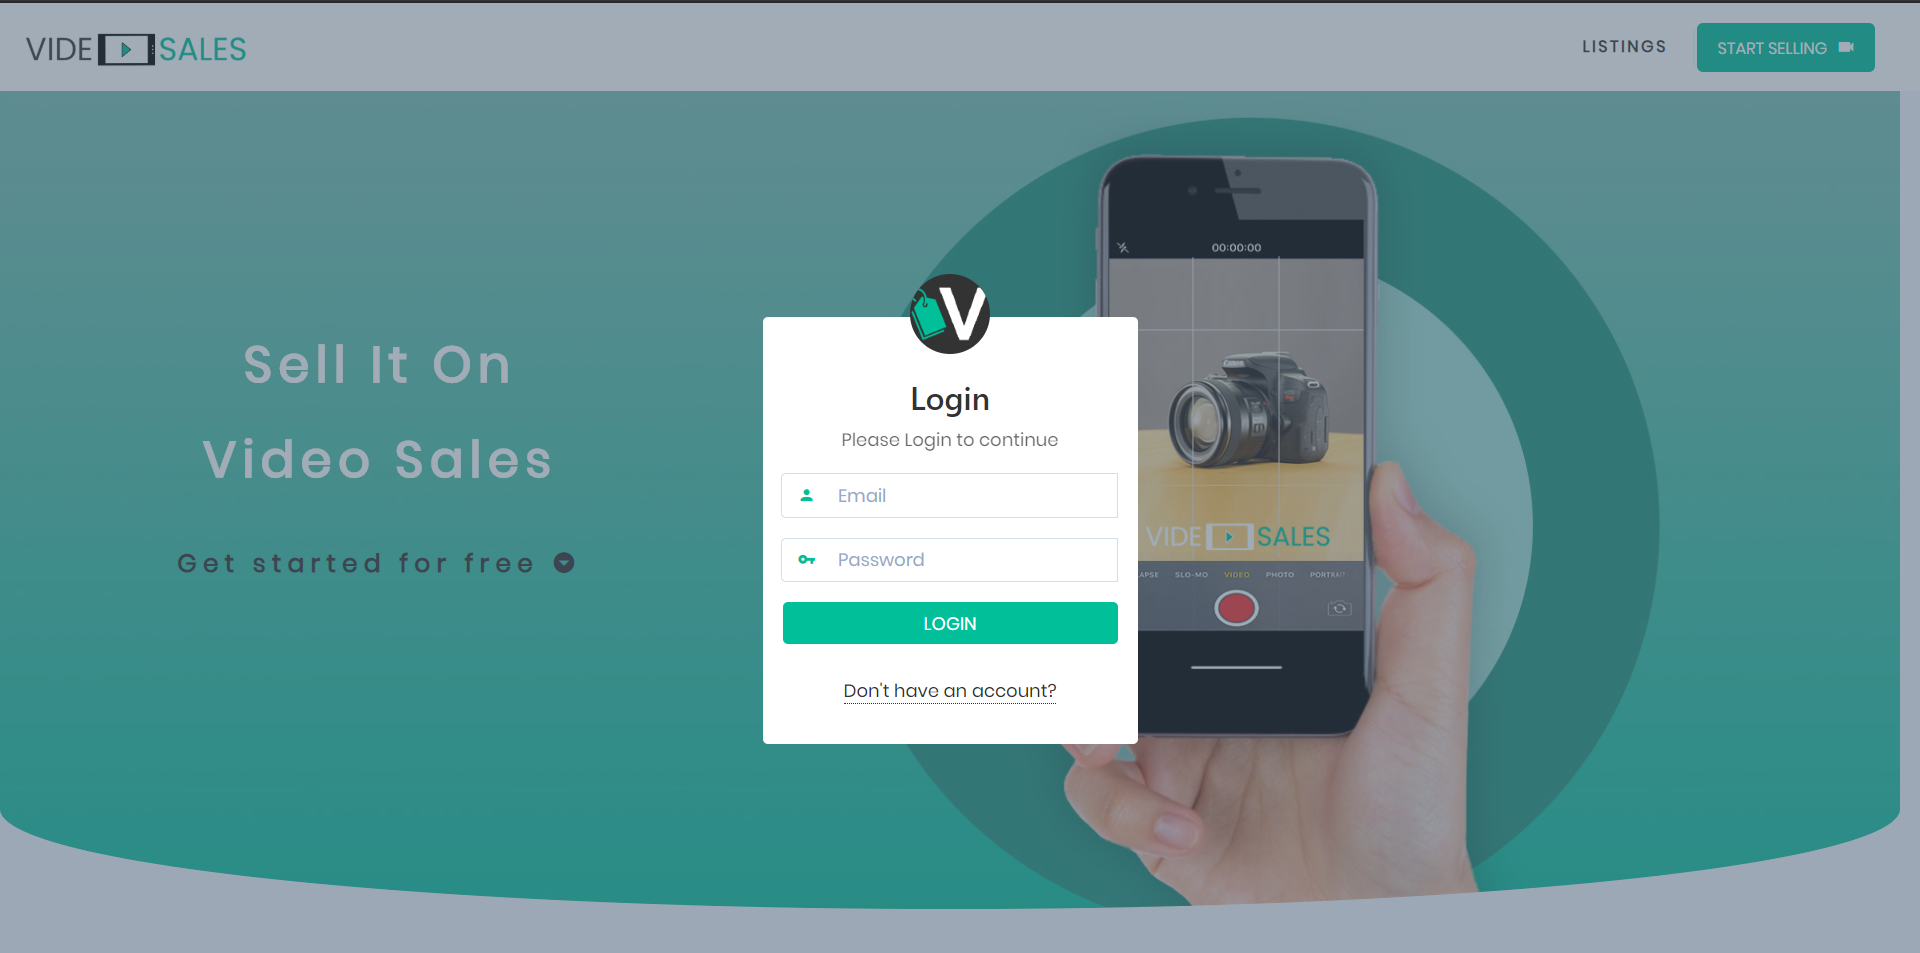 VIDE SALES
LISTINGS
START SELLING
Sell It On
Video Sales
Get started for free
V
Login
Please Login to continue
Email
Password
LOGIN
Don't have an account?
00:00:00
Canon
VIDE SALES
APSE SLO-MO VIDEO PHOTO PORTRAIT